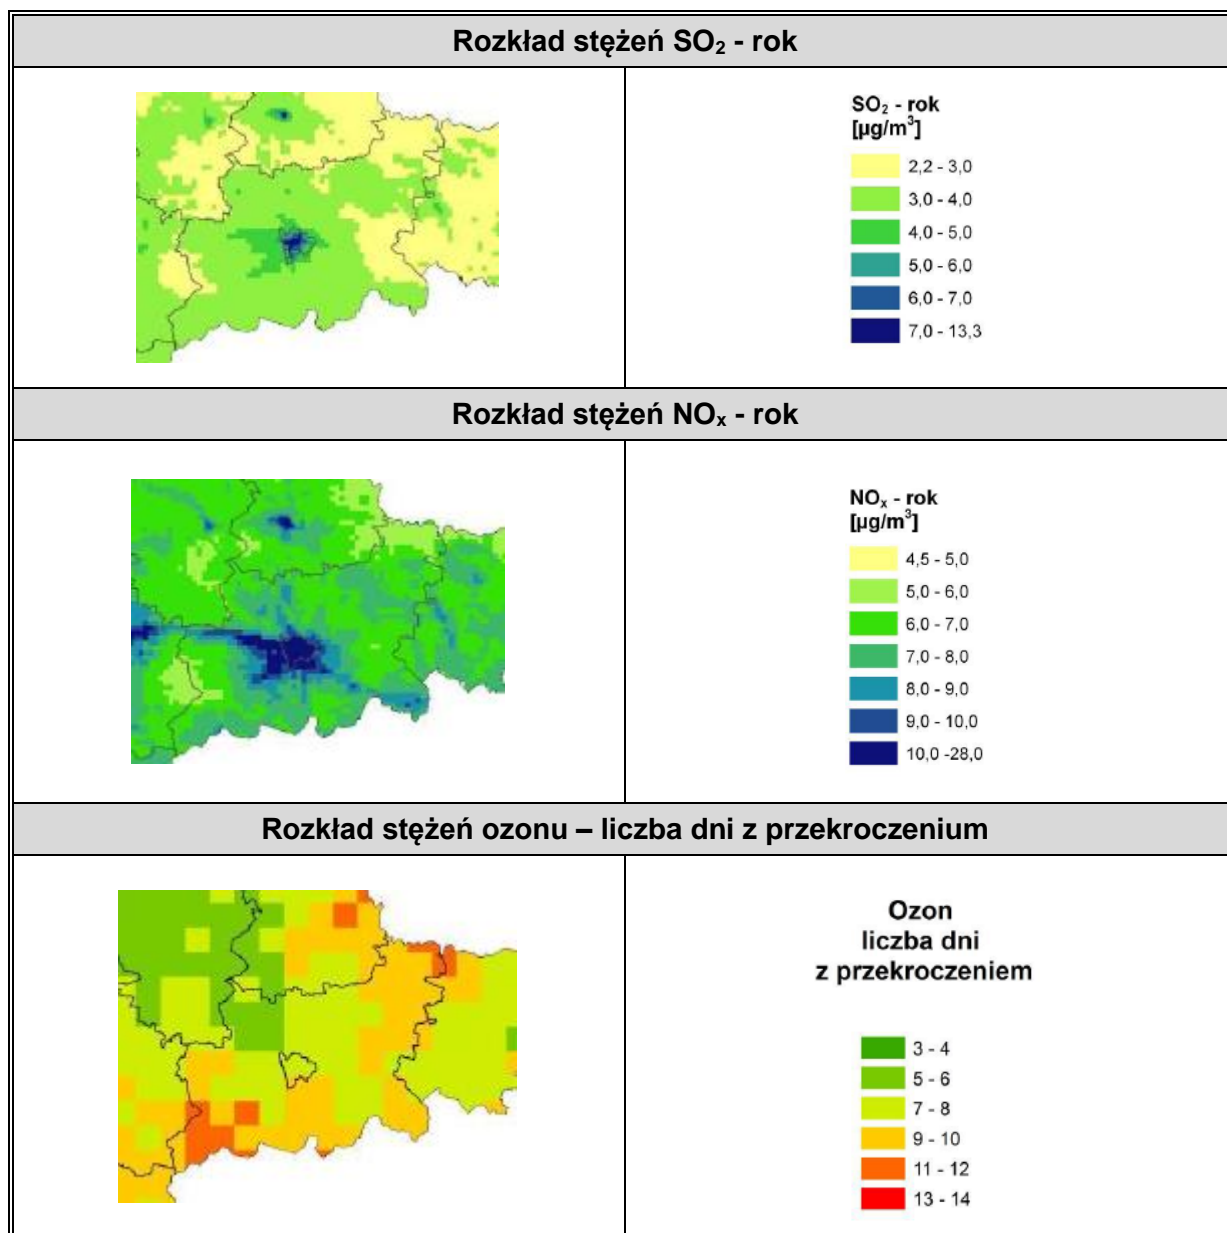 Rozkład stężeń SO₂ - rok
SO₂ - rok
[µg/m³]
2,2 - 3,0
3,0 - 4,0
4,0 - 5,0
5,0 - 6,0
6,0 - 7,0
7,0 - 13,3
Rozkład stężeń NOₓ - rok
NOₓ - rok
[µg/m³]
4,5 - 5,0
5,0 - 6,0
6,0 - 7,0
7,0 - 8,0
8,0 - 9,0
9,0 - 10,0
10,0 -28,0
Rozkład stężeń ozonu – liczba dni z przekroczenium
Ozon
liczba dni
z przekroczeniem
3 - 4
5 - 6
7 - 8
9 - 10
11 - 12
13 - 14